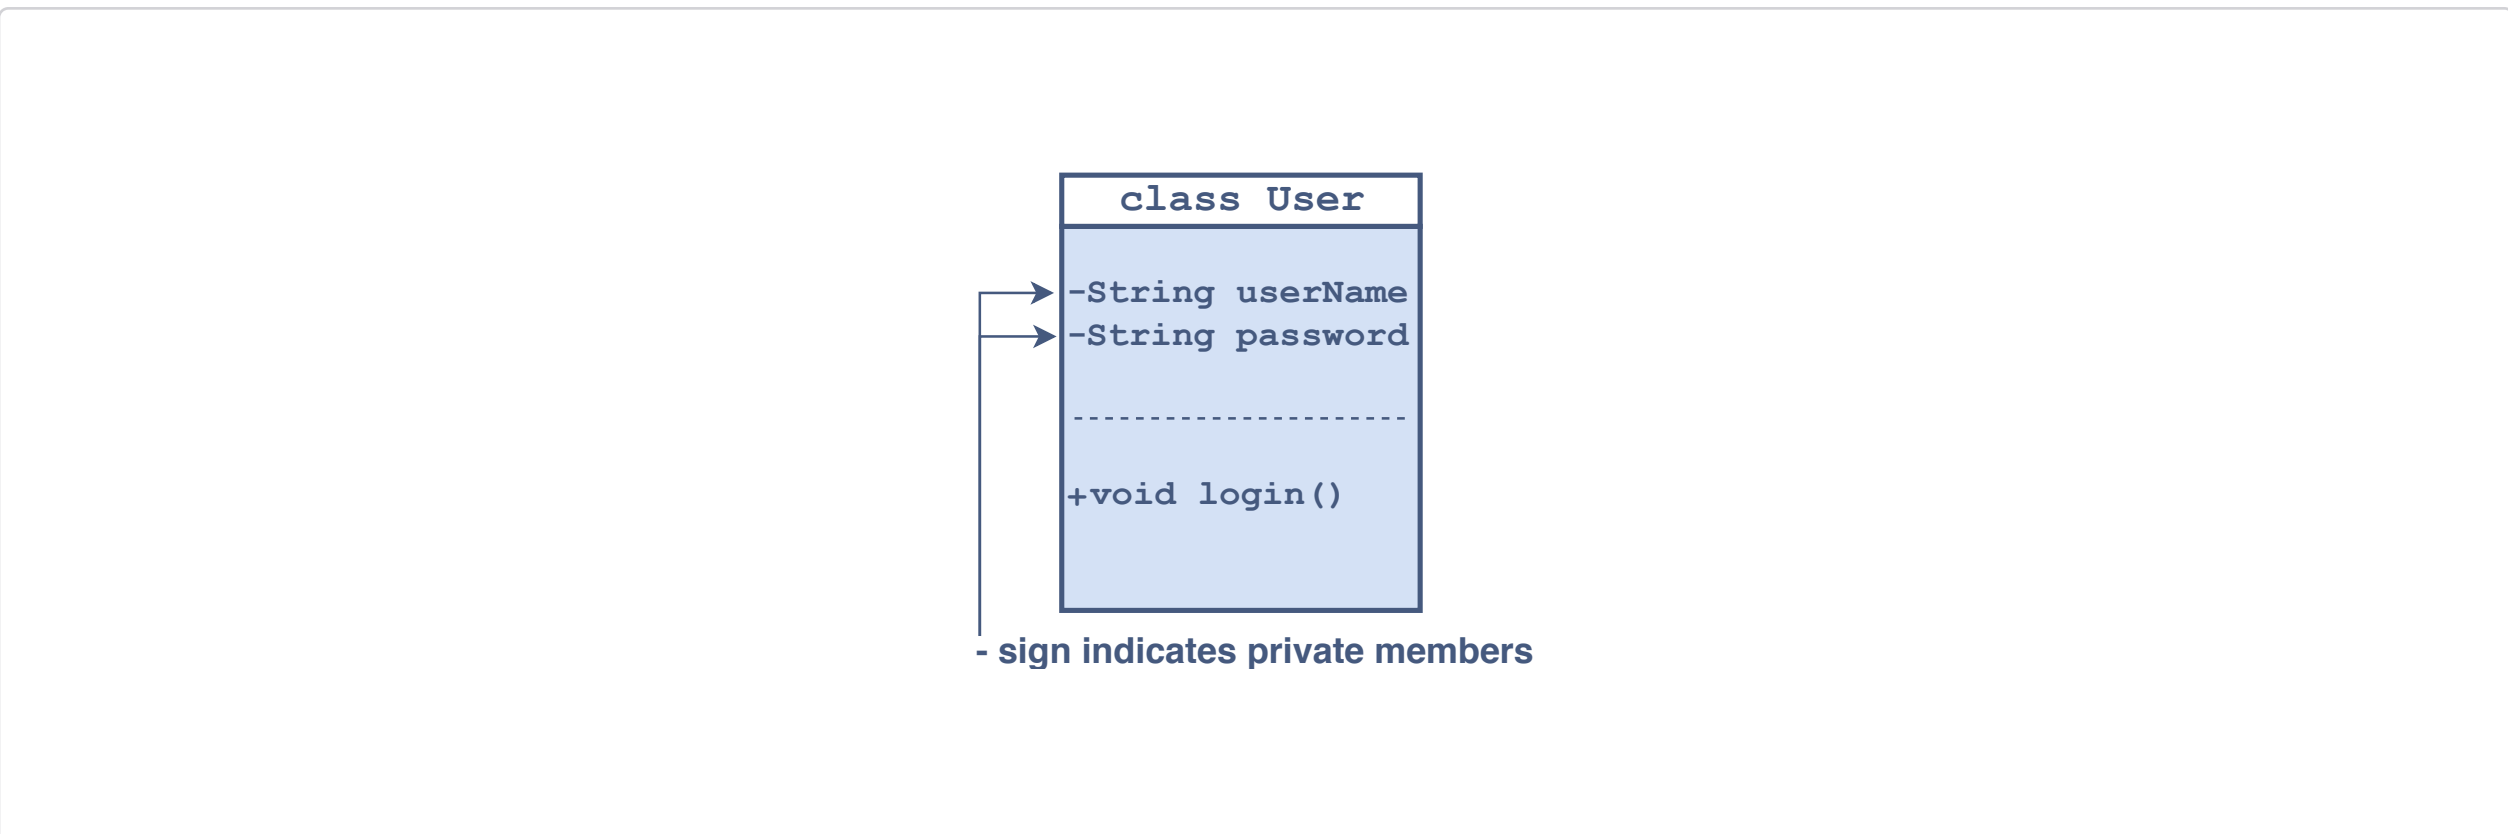 class User
-String userName
-String password
+void login()
- sign indicates private members